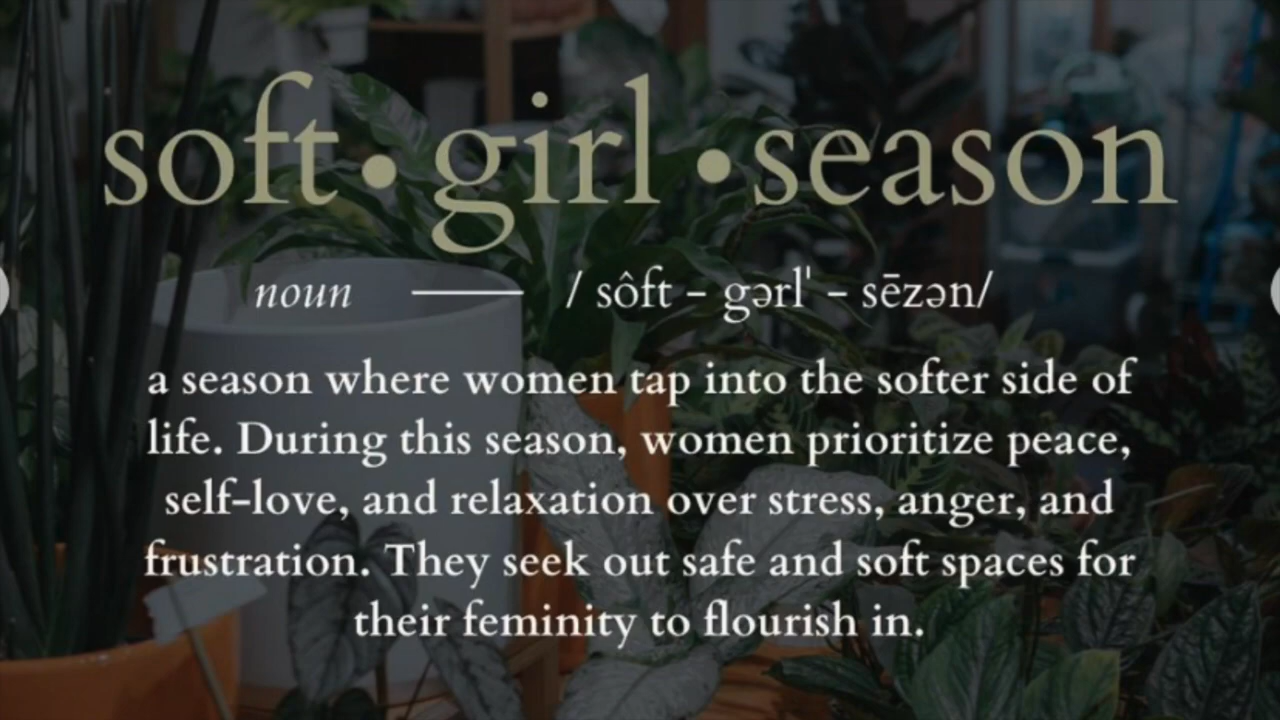 soft•girl•season
noun — / sôft - gərl' - sēzən/
a season where women tap into the softer side of
life. During this season, women prioritize peace,
self-love, and relaxation over stress, anger, and
frustration. They seek out safe and soft spaces for
their feminity to flourish in.